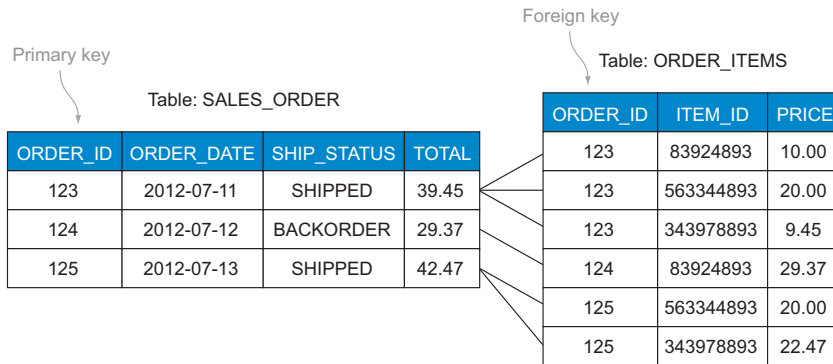 Foreign key
Primary key
Table: ORDER_ITEMS
Table: SALES_ORDER
ORDER_ID ORDER_DATE SHIP_STATUS TOTAL
123 2012-07-11 SHIPPED 39.45
124 2012-07-12 BACKORDER 29.37
125 2012-07-13 SHIPPED 42.47
ORDER_ID ITEM_ID PRICE
123 83924893 10.00
123 563344893 20.00
123 343978893 9.45
124 83924893 29.37
125 563344893 20.00
125 343978893 22.47